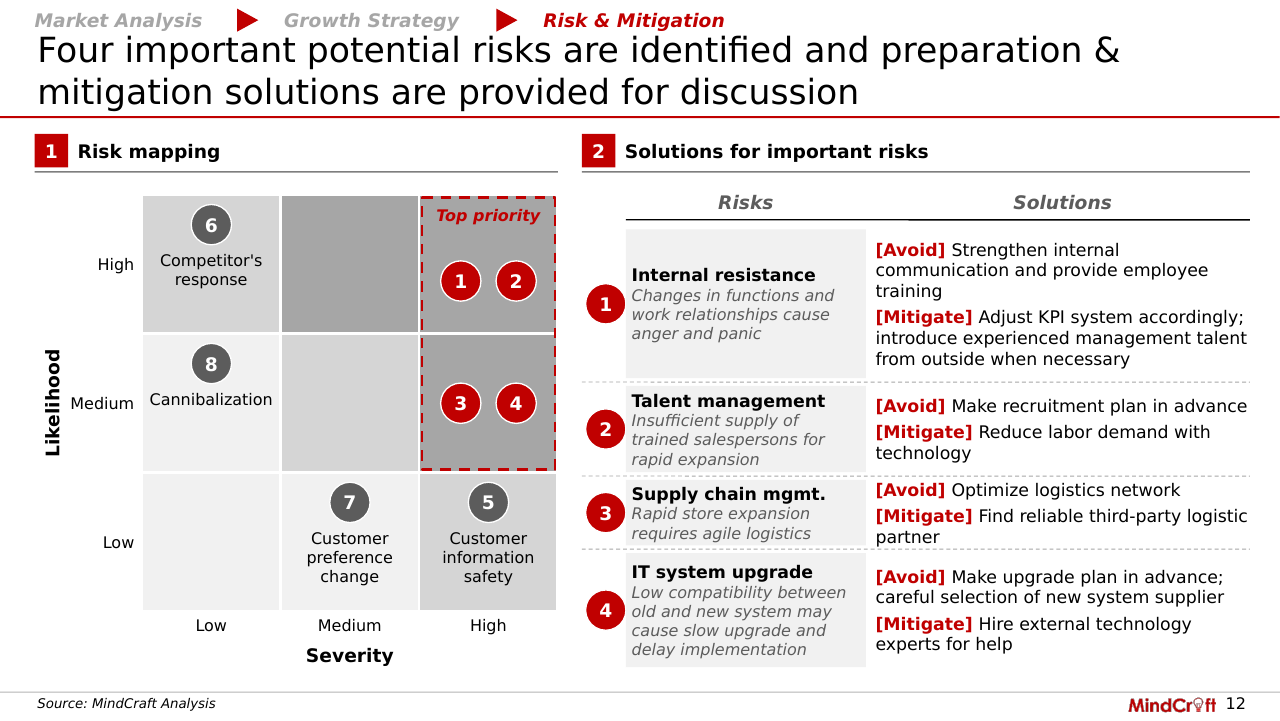 Market Analysis
Growth Strategy
Risk & Mitigation
Four important potential risks are identified and preparation &
mitigation solutions are provided for discussion
1 Risk mapping
Likelihood
High
Medium
Low
6
Competitor's
response
Top priority
1 2
8
Cannibalization
3 4
7
Customer
preference
change
5
Customer
information
safety
Low
Medium
High
Severity
2 Solutions for important risks
Risks
Solutions
1
Internal resistance
Changes in functions and
work relationships cause
anger and panic
[Avoid] Strengthen internal
communication and provide employee
training
[Mitigate] Adjust KPI system accordingly;
introduce experienced management talent
from outside when necessary
2
Talent management
Insufficient supply of
trained salespersons for
rapid expansion
[Avoid] Make recruitment plan in advance
[Mitigate] Reduce labor demand with
technology
3
Supply chain mgmt.
Rapid store expansion
requires agile logistics
[Avoid] Optimize logistics network
[Mitigate] Find reliable third-party logistic
partner
4
IT system upgrade
Low compatibility between
old and new system may
cause slow upgrade and
delay implementation
[Avoid] Make upgrade plan in advance;
careful selection of new system supplier
[Mitigate] Hire external technology
experts for help
Source: MindCraft Analysis
MindCraft
12